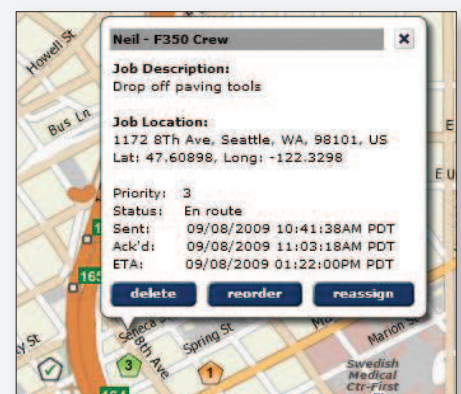 Howell St
Bus Ln
Neil - F350 Crew
Job Description:
Drop off paving tools
Job Location:
1172 8Th Ave, Seattle, WA, 98101, US
Lat: 47.60898, Long: -122.3298
Priority: 3
Status: En route
Sent: 09/08/2009 10:41:38AM PDT
Ack'd: 09/08/2009 11:03:18AM PDT
ETA: 09/08/2009 01:22:00PM PDT
delete reorder reassign
E
E U
165
Seneca St
8th Ave
Spring St
Marion St
y St
3
1
Swedish
Medical
Ctr-First
164